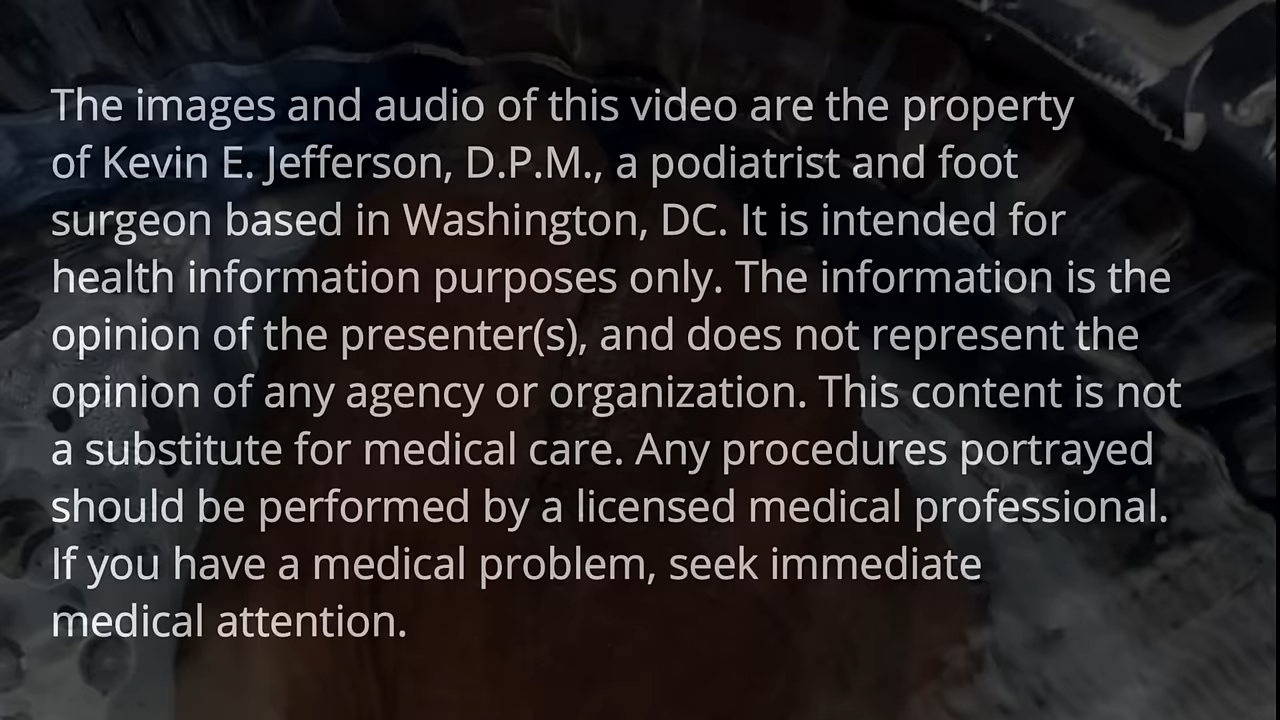 The images and audio of this video are the property
of Kevin E. Jefferson, D.P.M., a podiatrist and foot
surgeon based in Washington, DC. It is intended for
health information purposes only. The information is the
opinion of the presenter(s), and does not represent the
opinion of any agency or organization. This content is not
a substitute for medical care. Any procedures portrayed
should be performed by a licensed medical professional.
If you have a medical problem, seek immediate
medical attention.